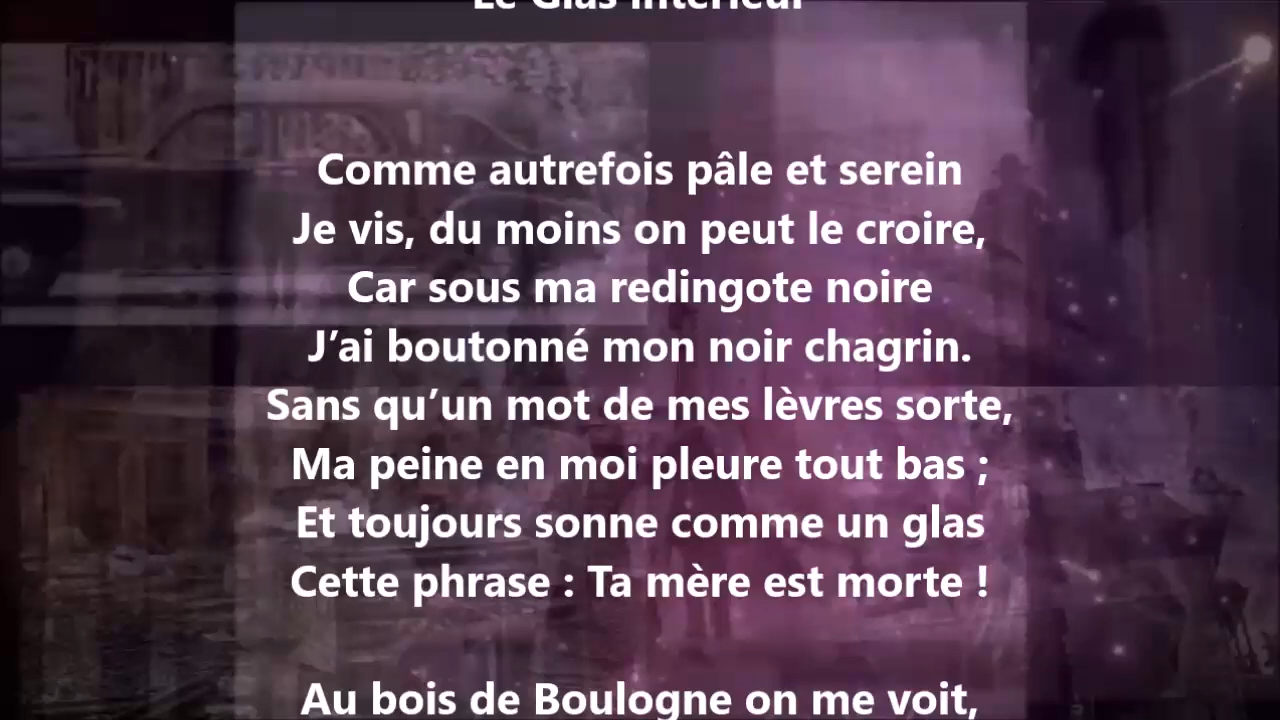 Le Glas intérieur
Comme autrefois pâle et serein
Je vis, du moins on peut le croire,
Car sous ma redingote noire
J’ai boutonné mon noir chagrin.
Sans qu’un mot de mes lèvres sorte,
Ma peine en moi pleure tout bas ;
Et toujours sonne comme un glas
Cette phrase : Ta mère est morte !
Au bois de Boulogne on me voit,